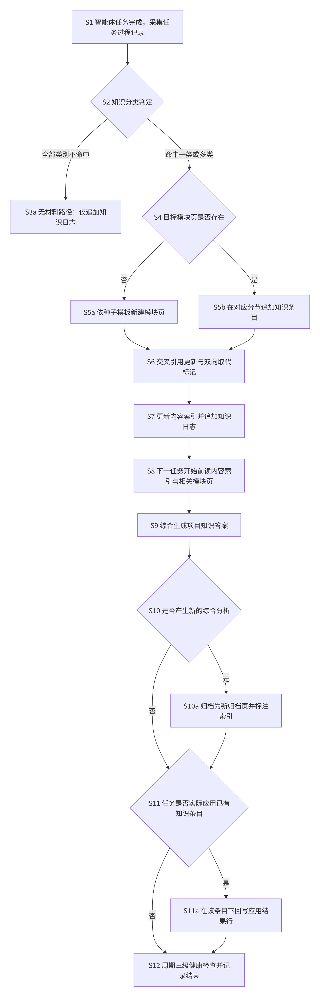 S1 智能体任务完成，采集任
务过程记录
S2 知识分类判定
全部类别不命中
命中一类或多类
S3a 无材料路径：仅追加知
识日志
S4 目标模块页是否存在
否
是
S5a 依种子模板新建模块页
S5b 在对应分节追加知识条
目
S6 交叉引用更新与双向取代
标记
S7 更新内容索引并追加知识
日志
S8 下一任务开始前读内容索
引与相关模块页
S9 综合生成项目知识答案
S10 是否产生新的综合分析
是
否
S10a 归档为新归档页并标注
索引
S11 任务是否实际应用已有
知识条目
是
否
S11a 在该条目下回写应用结
果行
S12 周期三级健康检查并记
录结果